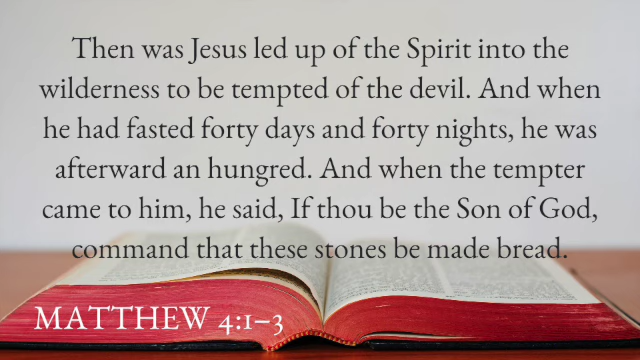 Then was Jesus led up of the Spirit into the
wilderness to be tempted of the devil. And when
he had fasted forty days and forty nights, he was
afterward an hungred. And when the tempter
came to him, he said, If thou be the Son of God,
command that these stones be made bread.
MATTHEW 4:1–3